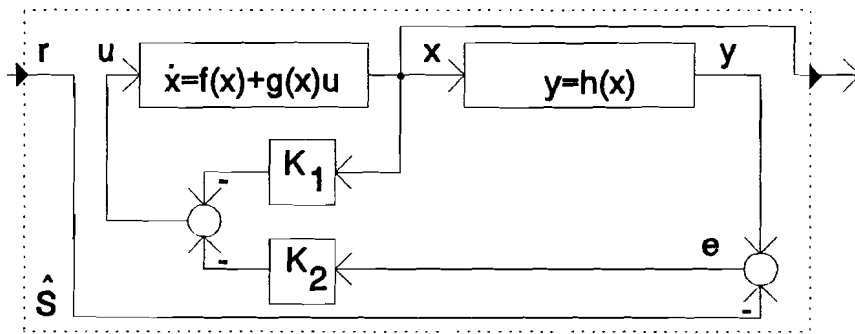 r
u
ẋ=f(x)+g(x)u
x
y=h(x)
y
-
K₁
-
K₂
e
Ŝ
-